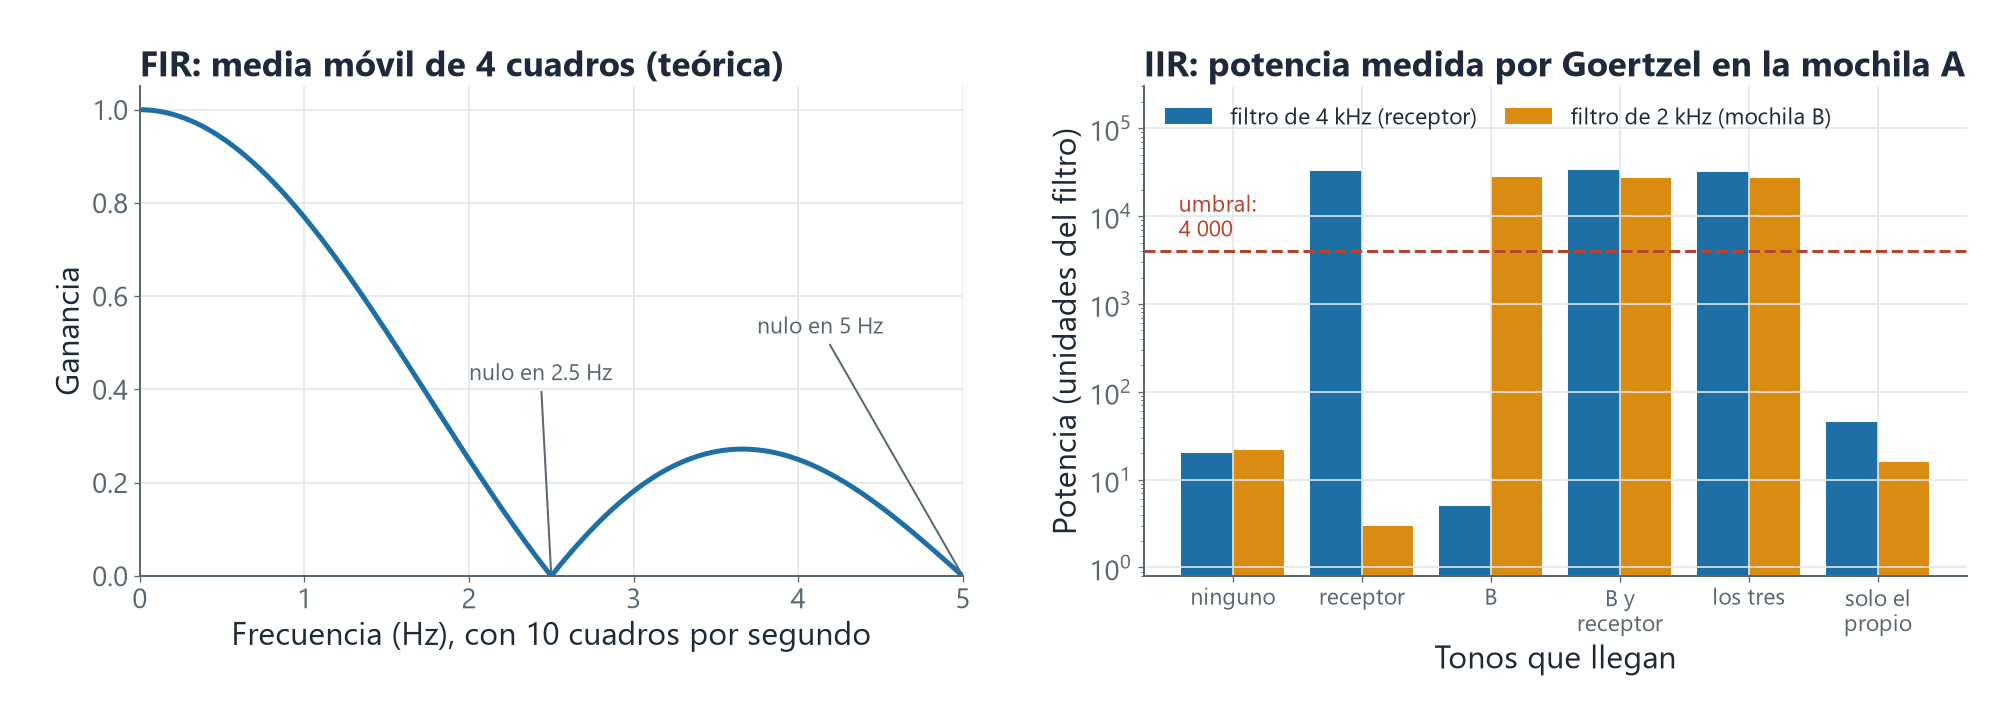 FIR: media móvil de 4 cuadros (teórica)
1.0
0.8
0.6
0.4
0.2
0.0
Ganancia
nulo en 2.5 Hz
nulo en 5 Hz
0 1 2 3 4 5
Frecuencia (Hz), con 10 cuadros por segundo
IIR: potencia medida por Goertzel en la mochila A
filtro de 4 kHz (receptor) filtro de 2 kHz (mochila B)
Potencia (unidades del filtro)
10⁵
10⁴
10³
10²
10¹
10⁰
umbral:
4 000
ninguno receptor B B y los tres solo el
receptor propio
Tonos que llegan